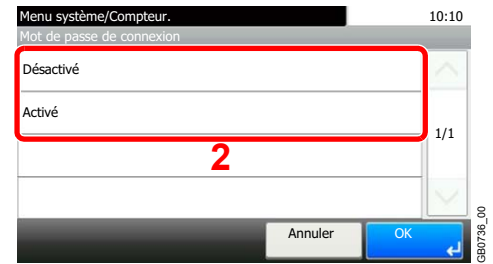 Menu système/Compteur. 10:10
Mot de passe de connexion
Désactivé
Activé
1/1
2
Annuler OK
GB0736_00